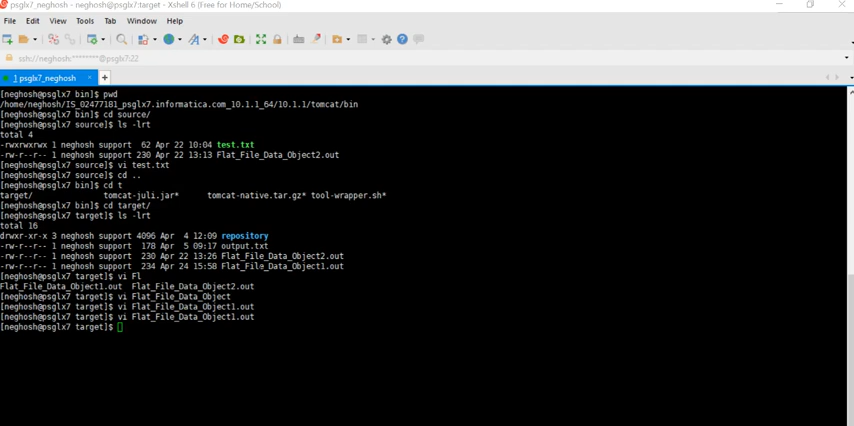 psglx7_neghosh - neghosh@psglx7:target - Xshell 6 (Free for Home/School)
File Edit View Tools Tab Window Help
ssh://neghosh:********@psglx7:22
1 psglx7_neghosh × +
[neghosh@psglx7 bin]$ pwd
/home/neghosh/IS_02477181_psglx7.informatica.com_10.1.1_64/10.1.1/tomcat/bin
[neghosh@psglx7 bin]$ cd source/
[neghosh@psglx7 source]$ ls -lrt
total 4
-rwxrwxrwx 1 neghosh support  62 Apr 22 10:04 test.txt
-rw-r--r-- 1 neghosh support 230 Apr 22 13:13 Flat_File_Data_Object2.out
[neghosh@psglx7 source]$ vi test.txt
[neghosh@psglx7 source]$ cd ..
[neghosh@psglx7 bin]$ cd t
target/ tomcat-juli.jar* tomcat-native.tar.gz* tool-wrapper.sh*
[neghosh@psglx7 bin]$ cd target/
[neghosh@psglx7 target]$ ls -lrt
total 16
drwxr-xr-x 3 neghosh support 4096 Apr  4 12:09 repository
-rw-r--r-- 1 neghosh support  178 Apr  5 09:17 output.txt
-rw-r--r-- 1 neghosh support  230 Apr 22 13:26 Flat_File_Data_Object2.out
-rw-r--r-- 1 neghosh support  234 Apr 24 15:58 Flat_File_Data_Object1.out
[neghosh@psglx7 target]$ vi Fl
Flat_File_Data_Object1.out  Flat_File_Data_Object2.out
[neghosh@psglx7 target]$ vi Flat_File_Data_Object
[neghosh@psglx7 target]$ vi Flat_File_Data_Object1.out
[neghosh@psglx7 target]$ vi Flat_File_Data_Object1.out
[neghosh@psglx7 target]$